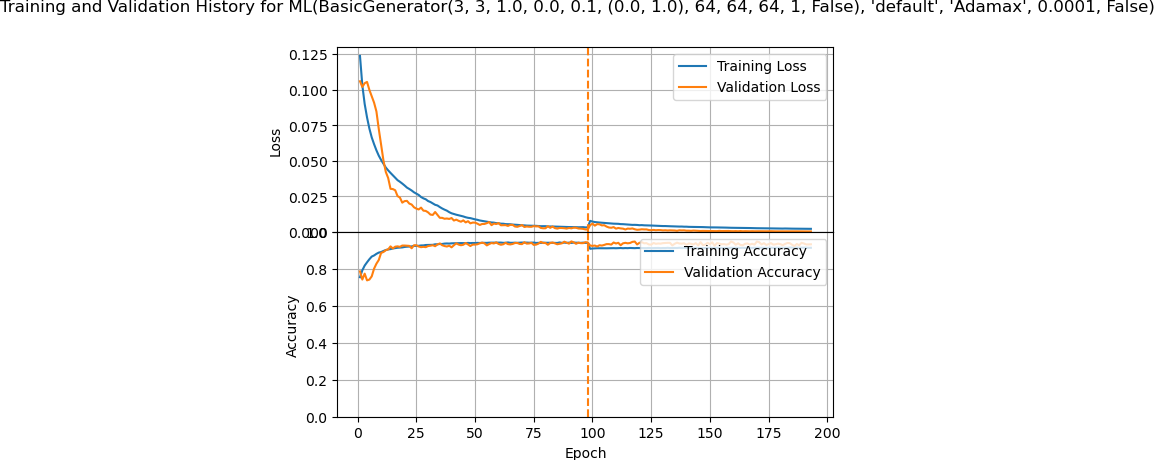 Training and Validation History for ML(BasicGenerator(3, 3, 1.0, 0.0, 0.1, (0.0, 1.0), 64, 64, 64, 1, False), 'default', 'Adamax', 0.0001, False)
0.125
Training Loss
Validation Loss
0.100
Loss
0.075
0.050
0.025
0.000
1.0
Training Accuracy
Validation Accuracy
0.8
0.6
Accuracy
0.4
0.2
0.0
0 25 50 75 100 125 150 175 200
Epoch